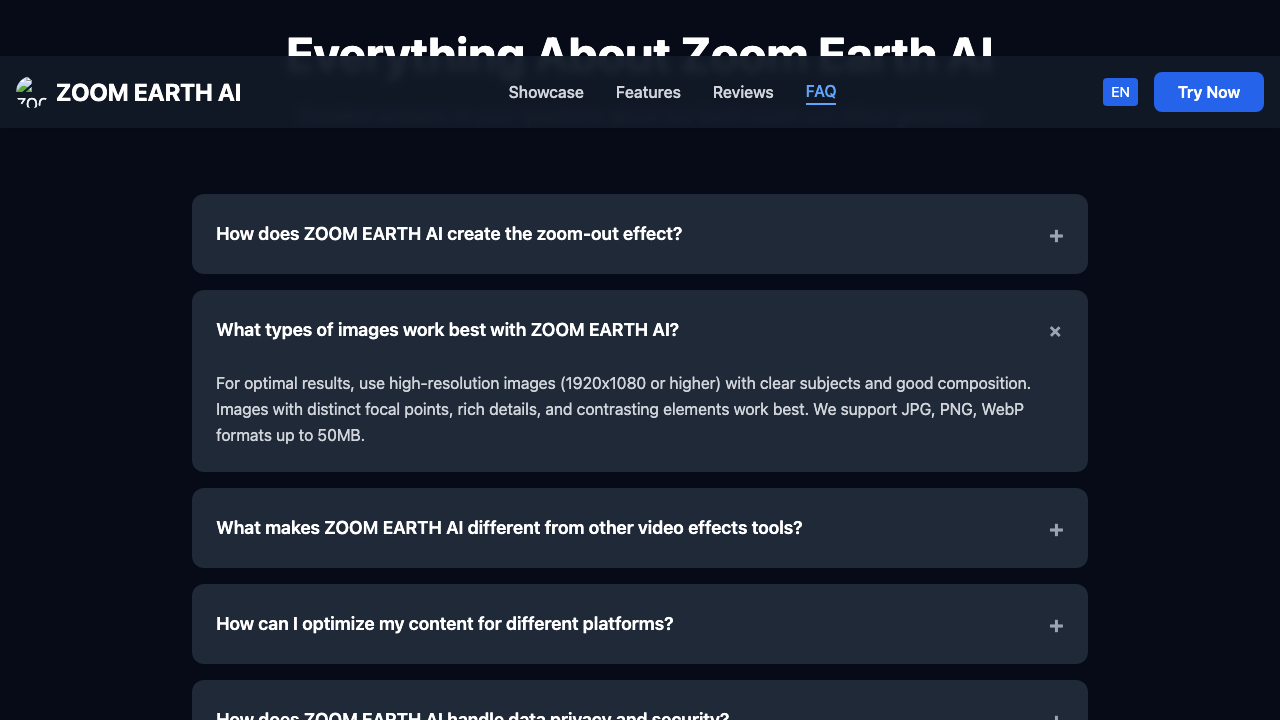 Everything About Zoom Earth AI
ZOOM EARTH AI
Showcase
Features
Reviews
FAQ
EN
Try Now
How does ZOOM EARTH AI create the zoom-out effect?
+
What types of images work best with ZOOM EARTH AI?
×
For optimal results, use high-resolution images (1920x1080 or higher) with clear subjects and good composition.
Images with distinct focal points, rich details, and contrasting elements work best. We support JPG, PNG, WebP
formats up to 50MB.
What makes ZOOM EARTH AI different from other video effects tools?
+
How can I optimize my content for different platforms?
+
How does ZOOM EARTH AI handle data privacy and security?
+